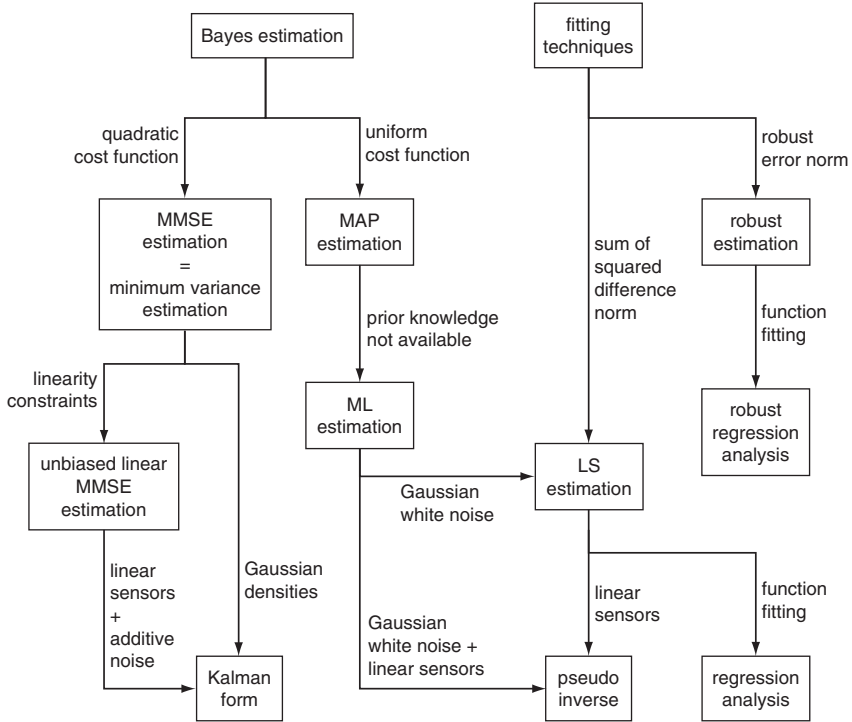 Bayes estimation
fitting
techniques
quadratic
cost function
uniform
cost function
robust
error norm
MMSE
estimation
=
minimum variance
estimation
MAP
estimation
robust
estimation
sum of
squared
difference
norm
prior knowledge
not available
function
fitting
linearity
constraints
ML
estimation
robust
regression
analysis
unbiased linear
MMSE
estimation
LS
estimation
Gaussian
white noise
linear
sensors
+
additive
noise
Gaussian
densities
Gaussian
white noise +
linear sensors
linear
sensors
function
fitting
Kalman
form
pseudo
inverse
regression
analysis